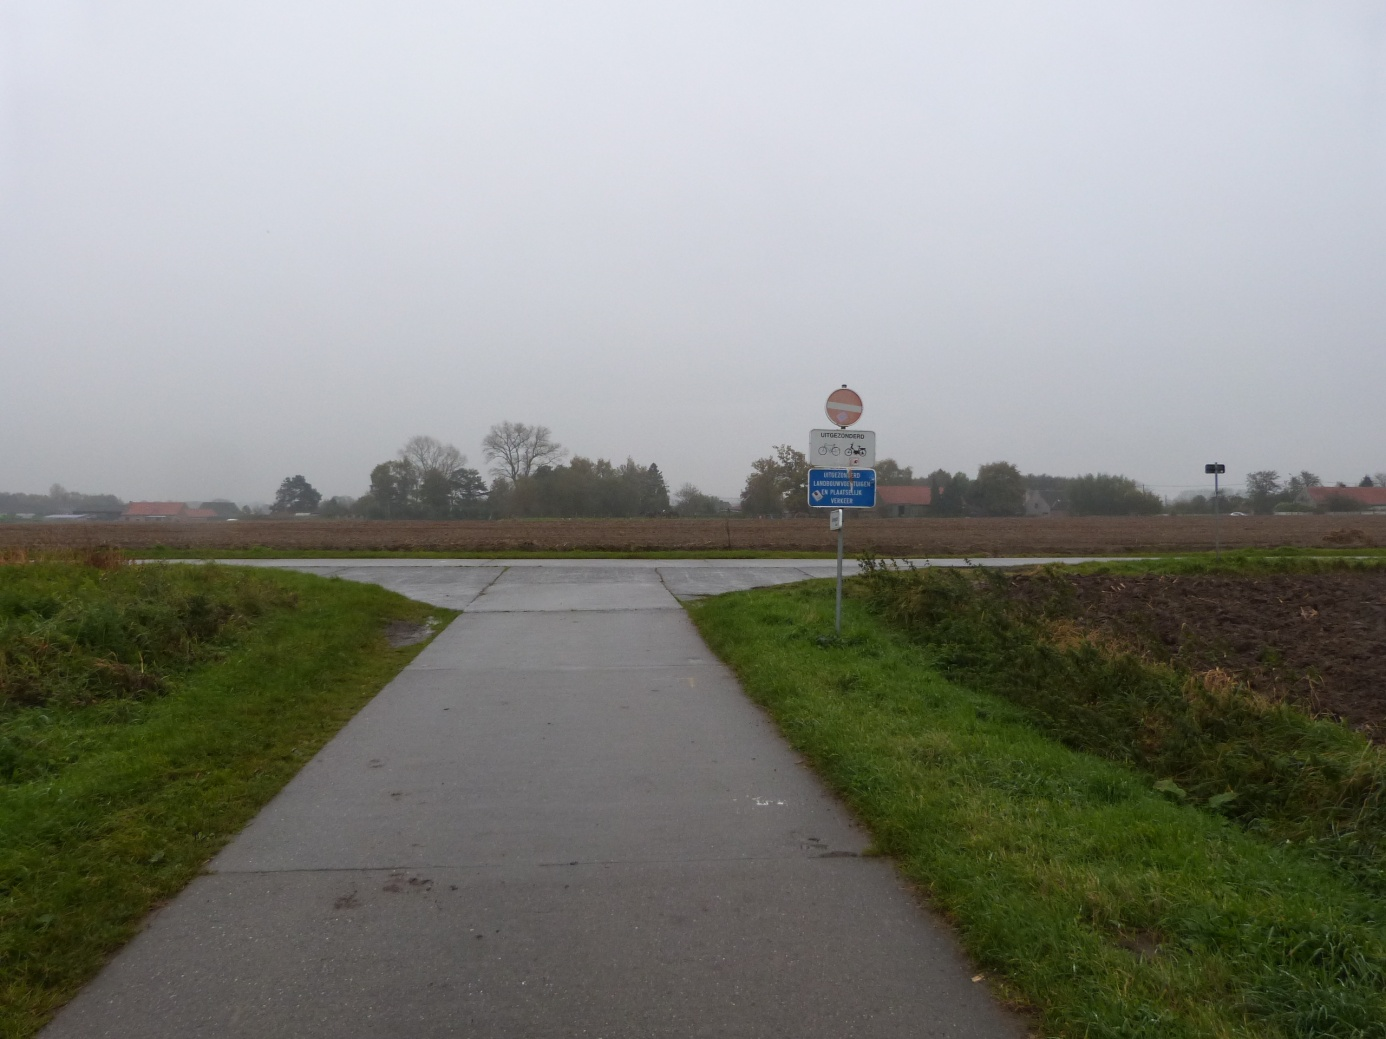 UITGEZONDERD
UITGEZONDERD
LANDBOUWVOERTUIGEN
EN PLAATSELIJK
VERKEER